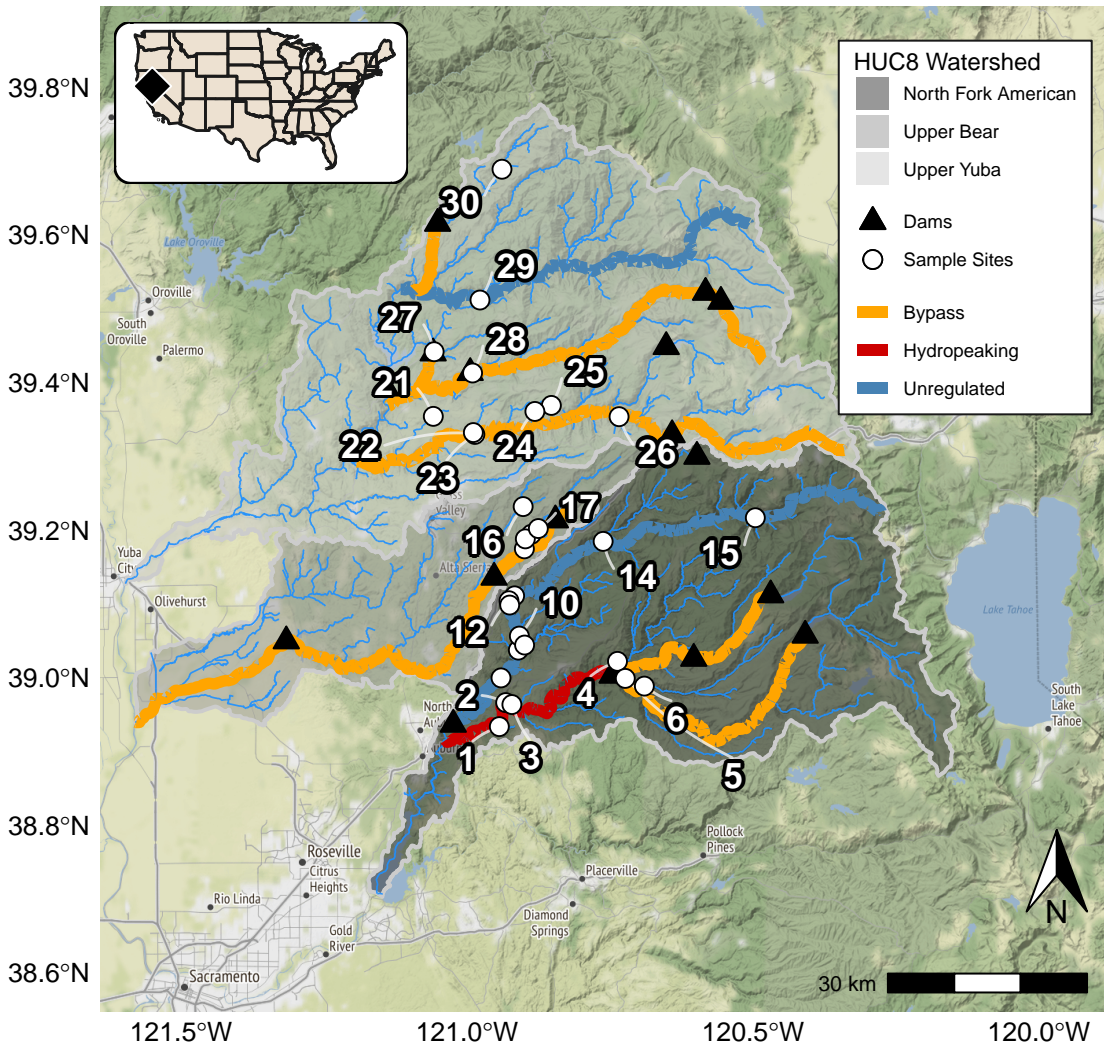 39.8°N
39.6°N
39.4°N
39.2°N
39.0°N
38.8°N
38.6°N
121.5°W
121.0°W
120.5°W
120.0°W
HUC8 Watershed
North Fork American
Upper Bear
Upper Yuba
Dams
Sample Sites
Bypass
Hydropeaking
Unregulated
Lake Oroville
Oroville
South
Oroville
Palermo
30
29
27
28
21
25
22
24
23
26
Valley
17
16
Yuba
City
Alta Sierra
15
14
Olivehurst
10
12
Lake Tahoe
2
4
6
South
Lake
Tahoe
North
1
3
5
Pollock
Pines
Roseville
Citrus
Heights
Placerville
Rio Linda
Diamond
Springs
Gold
River
Sacramento
N
30 km